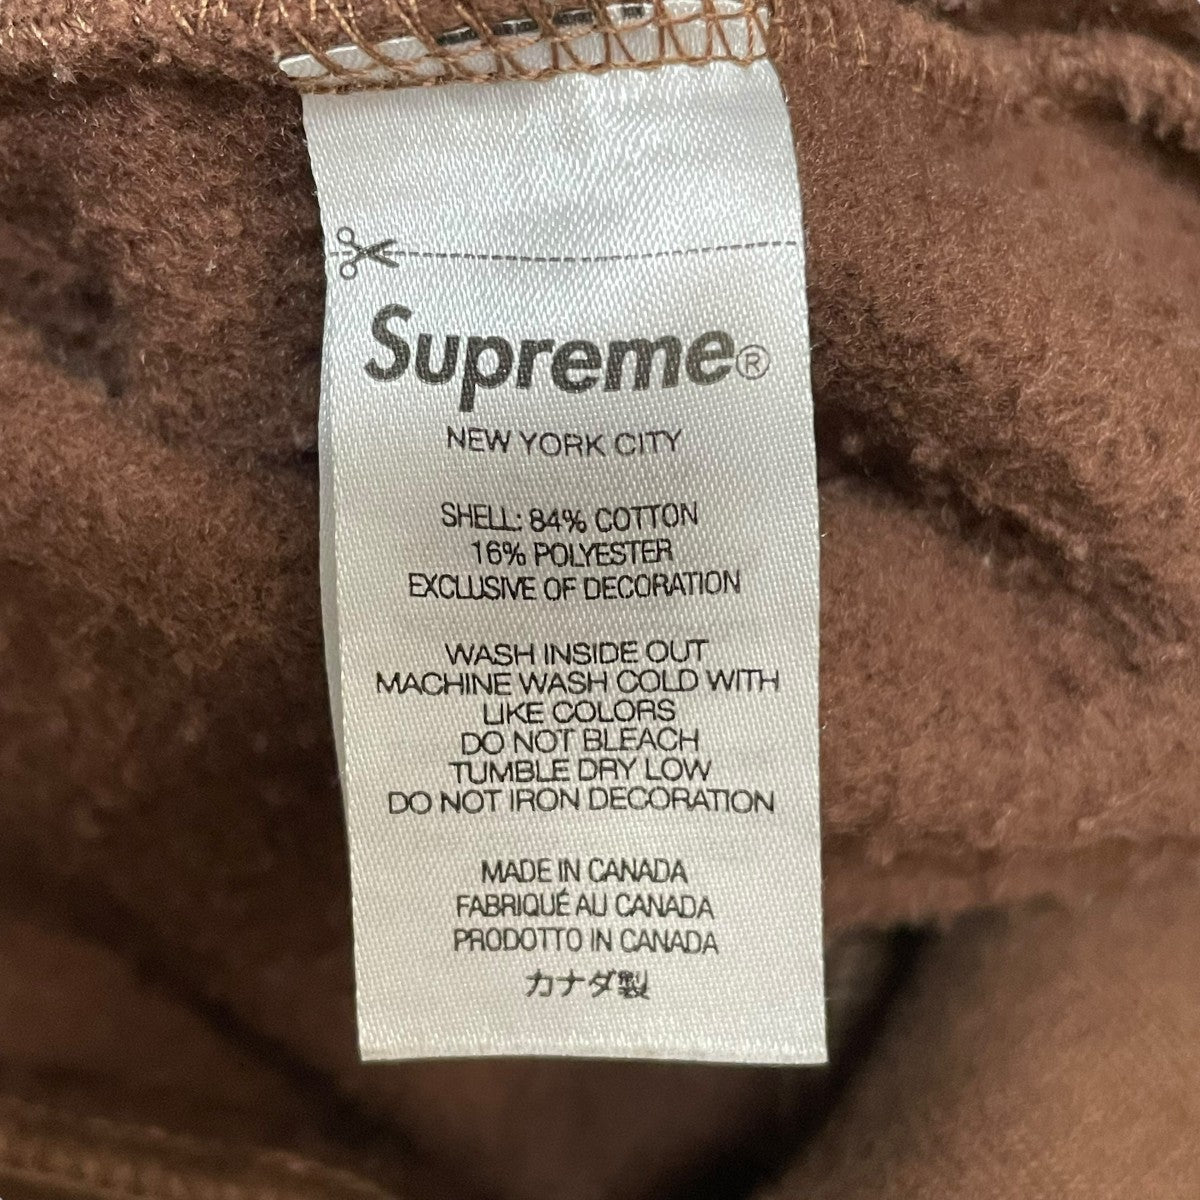 Supreme®
NEW YORK CITY
SHELL: 84% COTTON
16% POLYESTER
EXCLUSIVE OF DECORATION
WASH INSIDE OUT
MACHINE WASH COLD WITH
LIKE COLORS
DO NOT BLEACH
TUMBLE DRY LOW
DO NOT IRON DECORATION
MADE IN CANADA
FABRIQUÉ AU CANADA
PRODOTTO IN CANADA
カナダ製